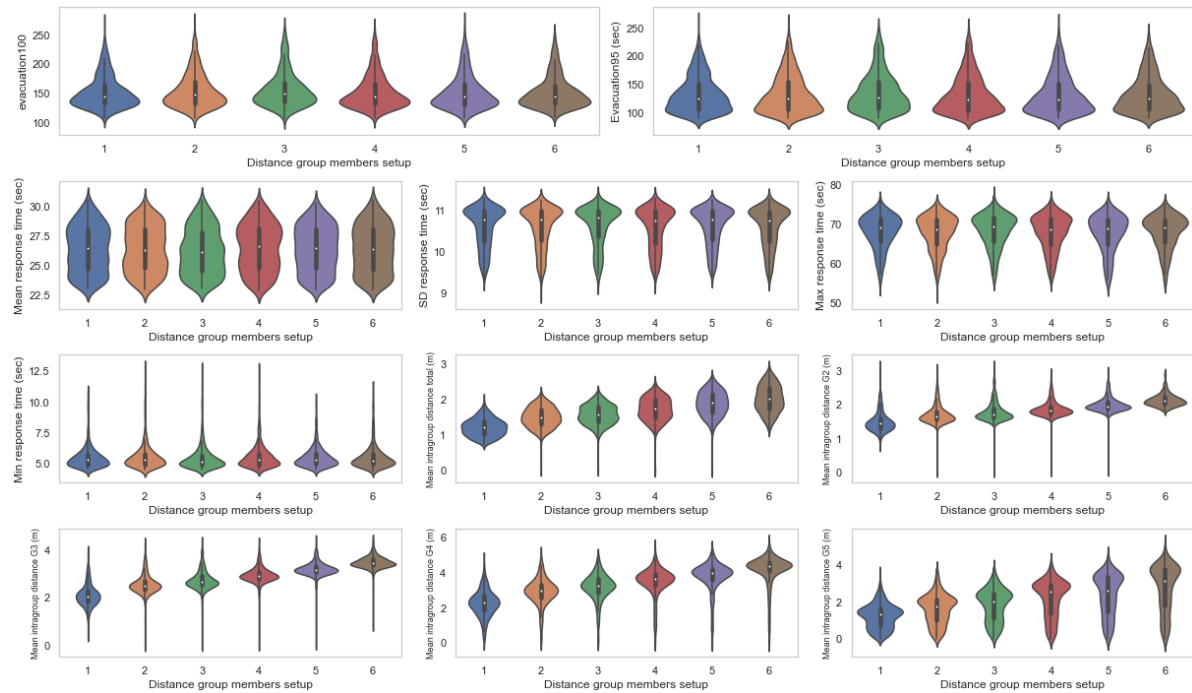 evacuation100
250
200
150
100
1 2 3 4 5 6
Distance group members setup
Evacuation95 (sec)
250
200
150
100
1 2 3 4 5 6
Distance group members setup
Mean response time (sec)
30.0
27.5
25.0
22.5
1 2 3 4 5 6
Distance group members setup
SD response time (sec)
11
10
9
1 2 3 4 5 6
Distance group members setup
Max response time (sec)
80
70
60
50
1 2 3 4 5 6
Distance group members setup
Min response time (sec)
12.5
10.0
7.5
5.0
1 2 3 4 5 6
Distance group members setup
Mean intragroup distance total (m)
3
2
1
0
1 2 3 4 5 6
Distance group members setup
Mean intragroup distance G2 (m)
3
2
1
0
1 2 3 4 5 6
Distance group members setup
Mean intragroup distance G3 (m)
4
2
0
1 2 3 4 5 6
Distance group members setup
Mean intragroup distance G4 (m)
6
4
2
0
1 2 3 4 5 6
Distance group members setup
Mean intragroup distance G5 (m)
4
2
0
1 2 3 4 5 6
Distance group members setup